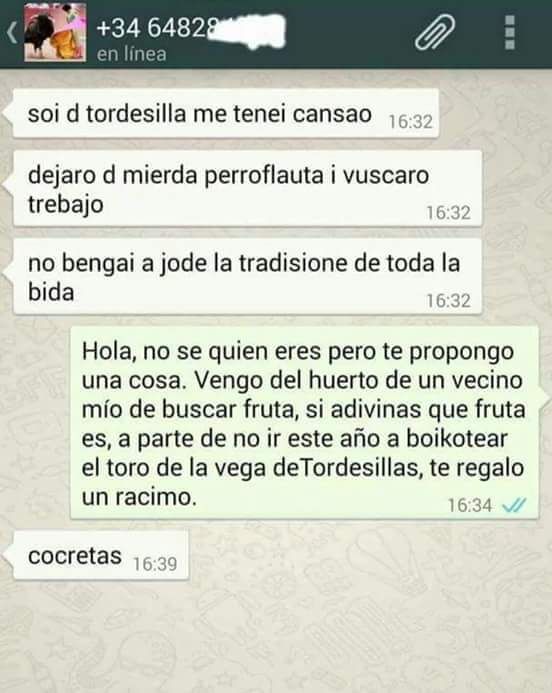 +34 64828
en línea
soi d tordesilla me tenei cansao 16:32
dejaro d mierda perroflauta i vuscaro
trebajo
16:32
no bengai a jode la tradisione de toda la
bida
16:32
Hola, no se quien eres pero te propongo
una cosa. Vengo del huerto de un vecino
mío de buscar fruta, si adivinas que fruta
es, a parte de no ir este año a boikotear
el toro de la vega deTordesillas, te regalo
un racimo.
16:34
cocretas 16:39